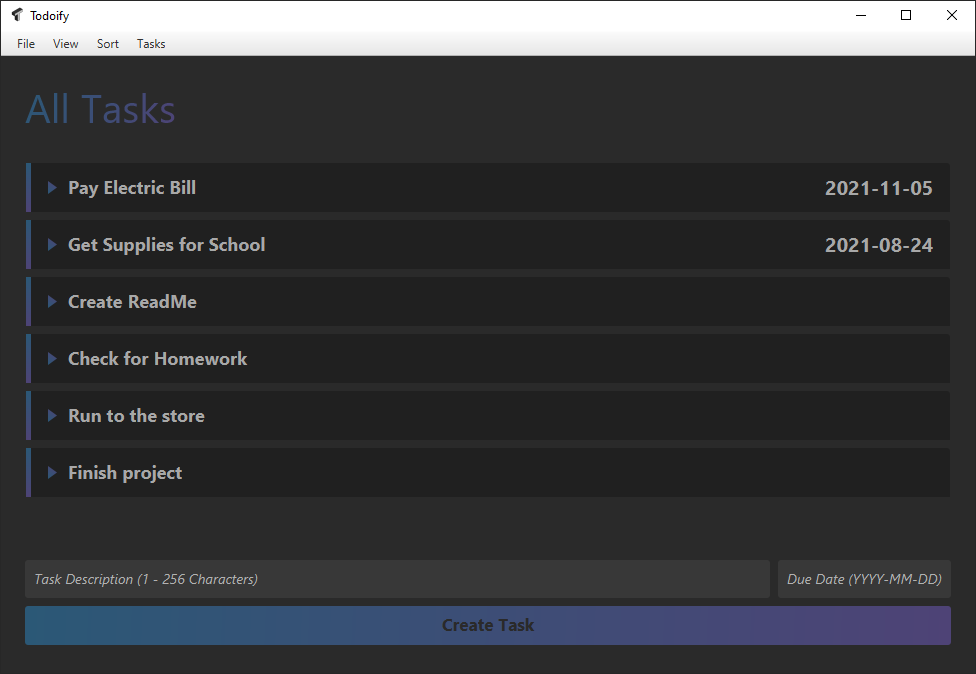 Todoify
File View Sort Tasks
All Tasks
Pay Electric Bill 2021-11-05
Get Supplies for School 2021-08-24
Create ReadMe
Check for Homework
Run to the store
Finish project
Task Description (1 - 256 Characters) Due Date (YYYY-MM-DD)
Create Task